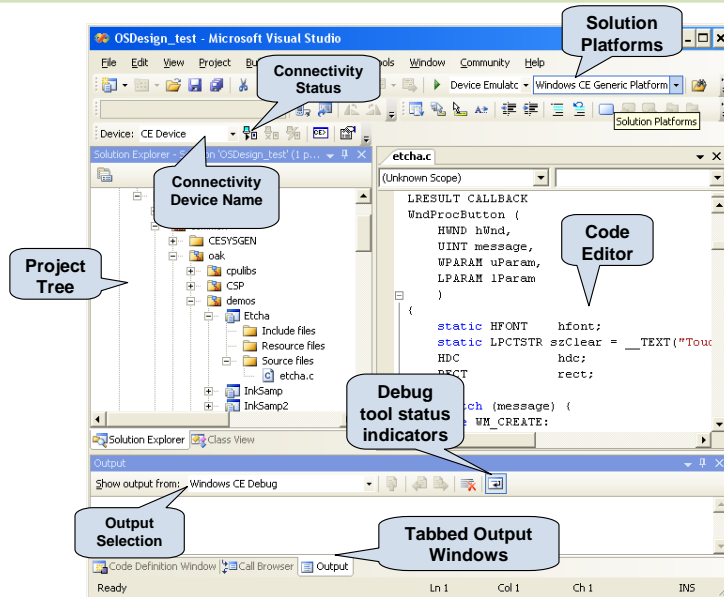 OSDesign_test - Microsoft Visual Studio
Solution
Platforms
File Edit View Project ols Window Community Help
Connectivity
Status
Device Emulatc Windows CE Generic Platform
Solution Platforms
Device: CE Device
Solution Explorer - Solution 'OSDesign_test' (1 p...
etcha.c
(Unknown Scope)
Connectivity
Device Name
Project
Tree
CESYSGEN
oak
cpulibs
CSP
demos
Etcha
Include files
Resource files
Source files
etcha.c
InkSamp
InkSamp2
LRESULT CALLBACK
WndProcButton (
HWND hWnd,
UINT message,
WPARAM uParam,
LPARAM lParam
)
{
static HFONT hfont;
static LPCTSTR szClear = __TEXT("Touc
HDC hdc;
RECT rect;
tch (message) {
WM_CREATE:
Code
Editor
Debug
tool status
indicators
Solution Explorer Class View
Output
Show output from: Windows CE Debug
Output
Selection
Tabbed Output
Windows
Code Definition Window Call Browser Output
Ready Ln 1 Col 1 Ch 1 INS